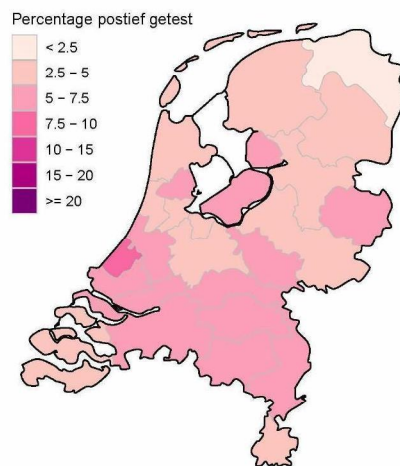 Percentage postief getest
< 2.5
2.5 – 5
5 – 7.5
7.5 – 10
10 – 15
15 – 20
>= 20